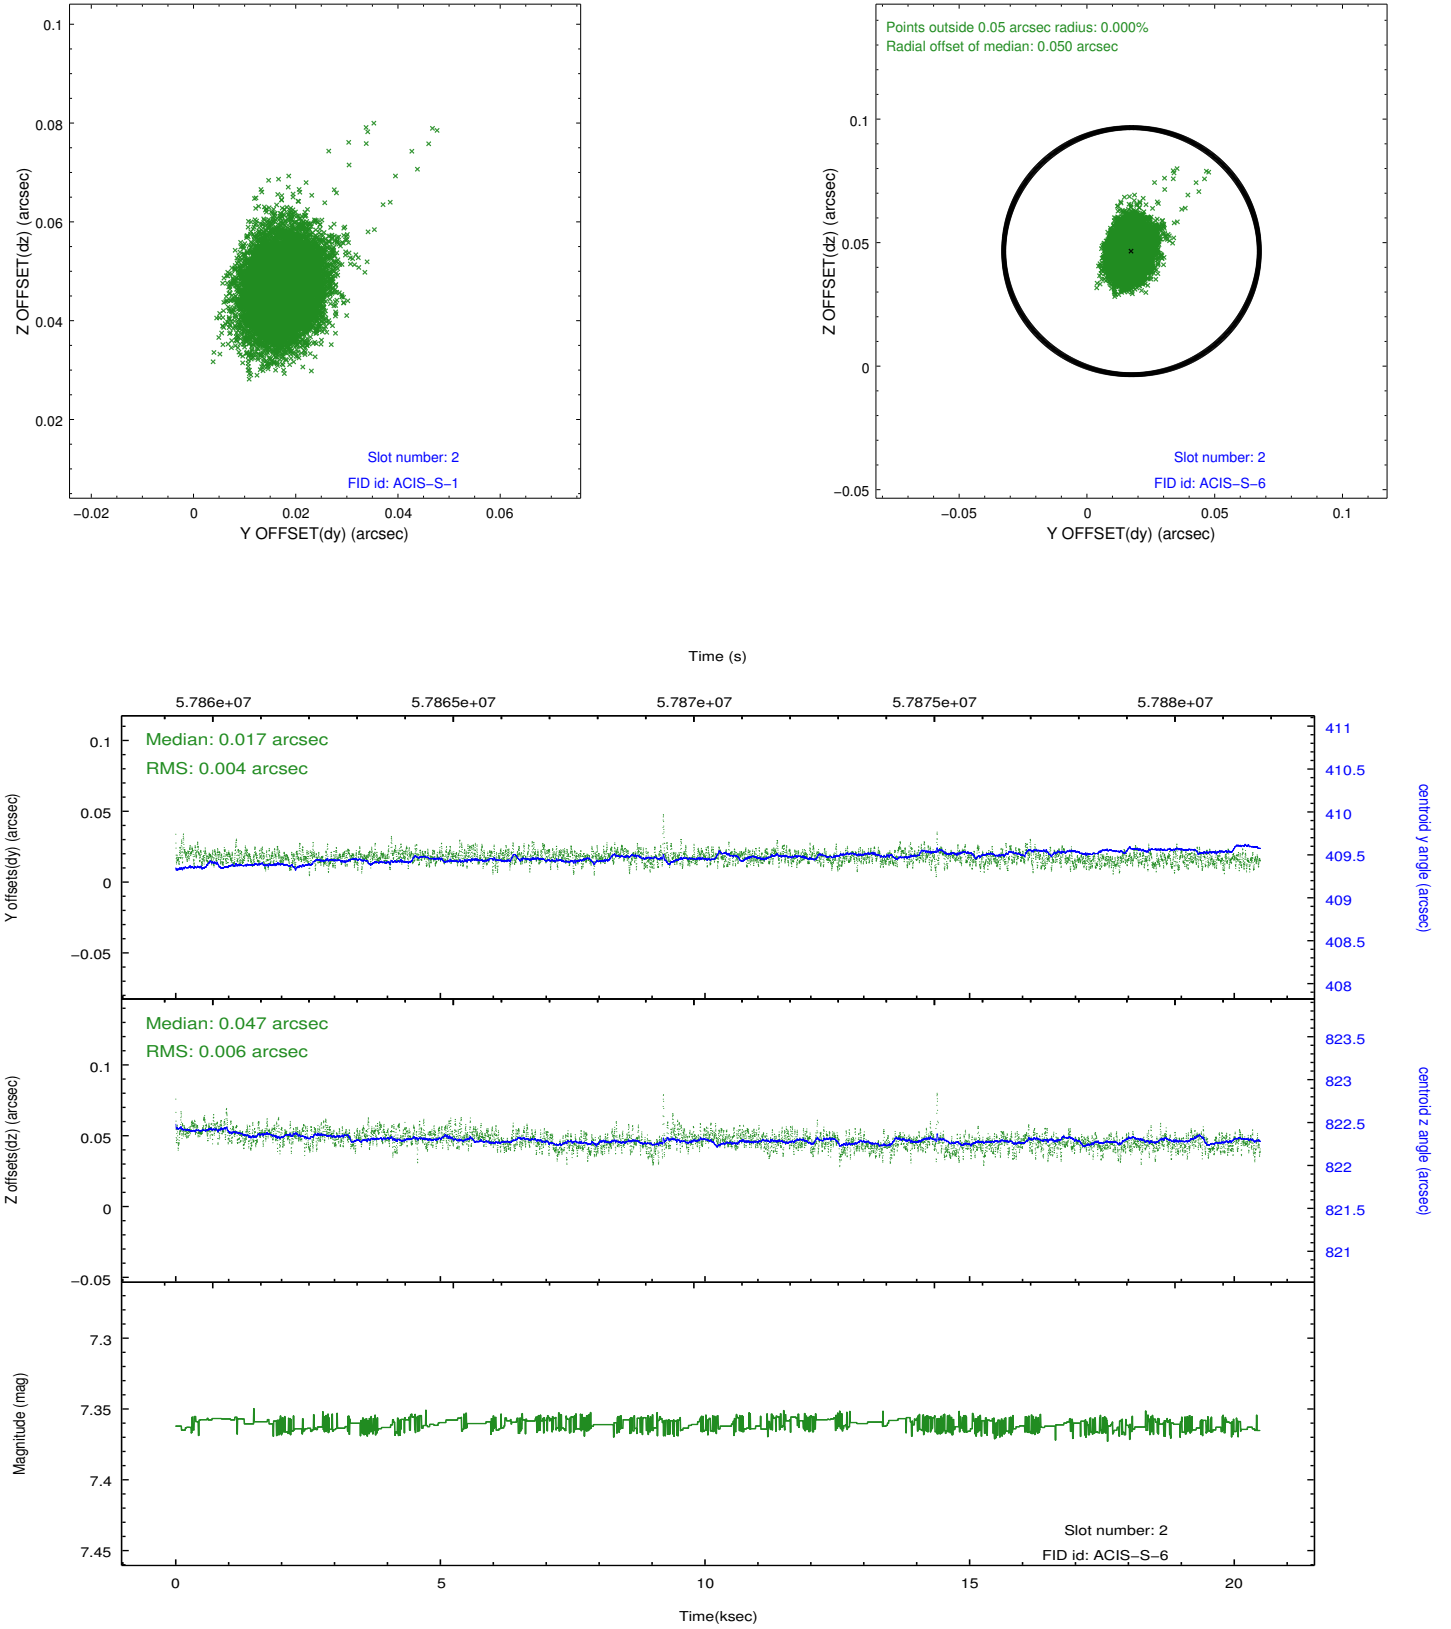 0.1
0.08
0.06
0.04
0.02
Z OFFSET(dz) (arcsec)
Slot number: 2
FID id: ACIS−S−1
−0.02 0 0.02 0.04 0.06
Y OFFSET(dy) (arcsec)
Points outside 0.05 arcsec radius: 0.000%
Radial offset of median: 0.050 arcsec
0.1
0.05
0
−0.05
Z OFFSET(dz) (arcsec)
Slot number: 2
FID id: ACIS−S−6
−0.05 0 0.05 0.1
Y OFFSET(dy) (arcsec)
Time (s)
5.786e+07 5.7865e+07 5.787e+07 5.7875e+07 5.788e+07
Median: 0.017 arcsec
RMS: 0.004 arcsec
0.1
0.05
0
−0.05
Y offsets(dy) (arcsec)
411
410.5
410
409.5
409
408.5
408
centroid y angle (arcsec)
Median: 0.047 arcsec
RMS: 0.006 arcsec
0.1
0.05
0
−0.05
Z offsets(dz) (arcsec)
823.5
823
822.5
822
821.5
821
centroid z angle (arcsec)
7.3
7.35
7.4
7.45
Magnitude (mag)
Slot number: 2
FID id: ACIS−S−6
0 5 10 15 20
Time(ksec)